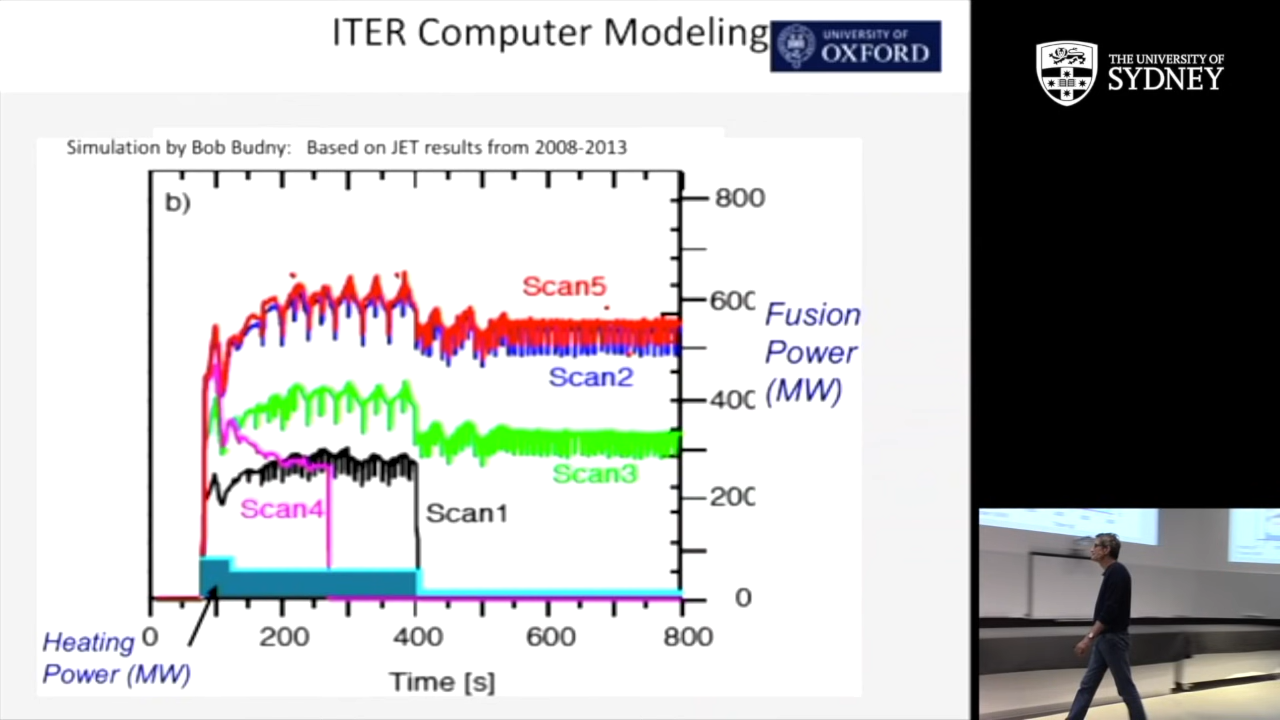 ITER Computer Modeling
UNIVERSITY OF
OXFORD
THE UNIVERSITY OF
SYDNEY
Simulation by Bob Budny: Based on JET results from 2008-2013
b)
800
Scan5
600
Fusion
Power
(MW)
Scan2
400
Scan3
200
Scan4
Scan1
0
Heating
Power (MW)
0 200 400 600 800
Time [s]